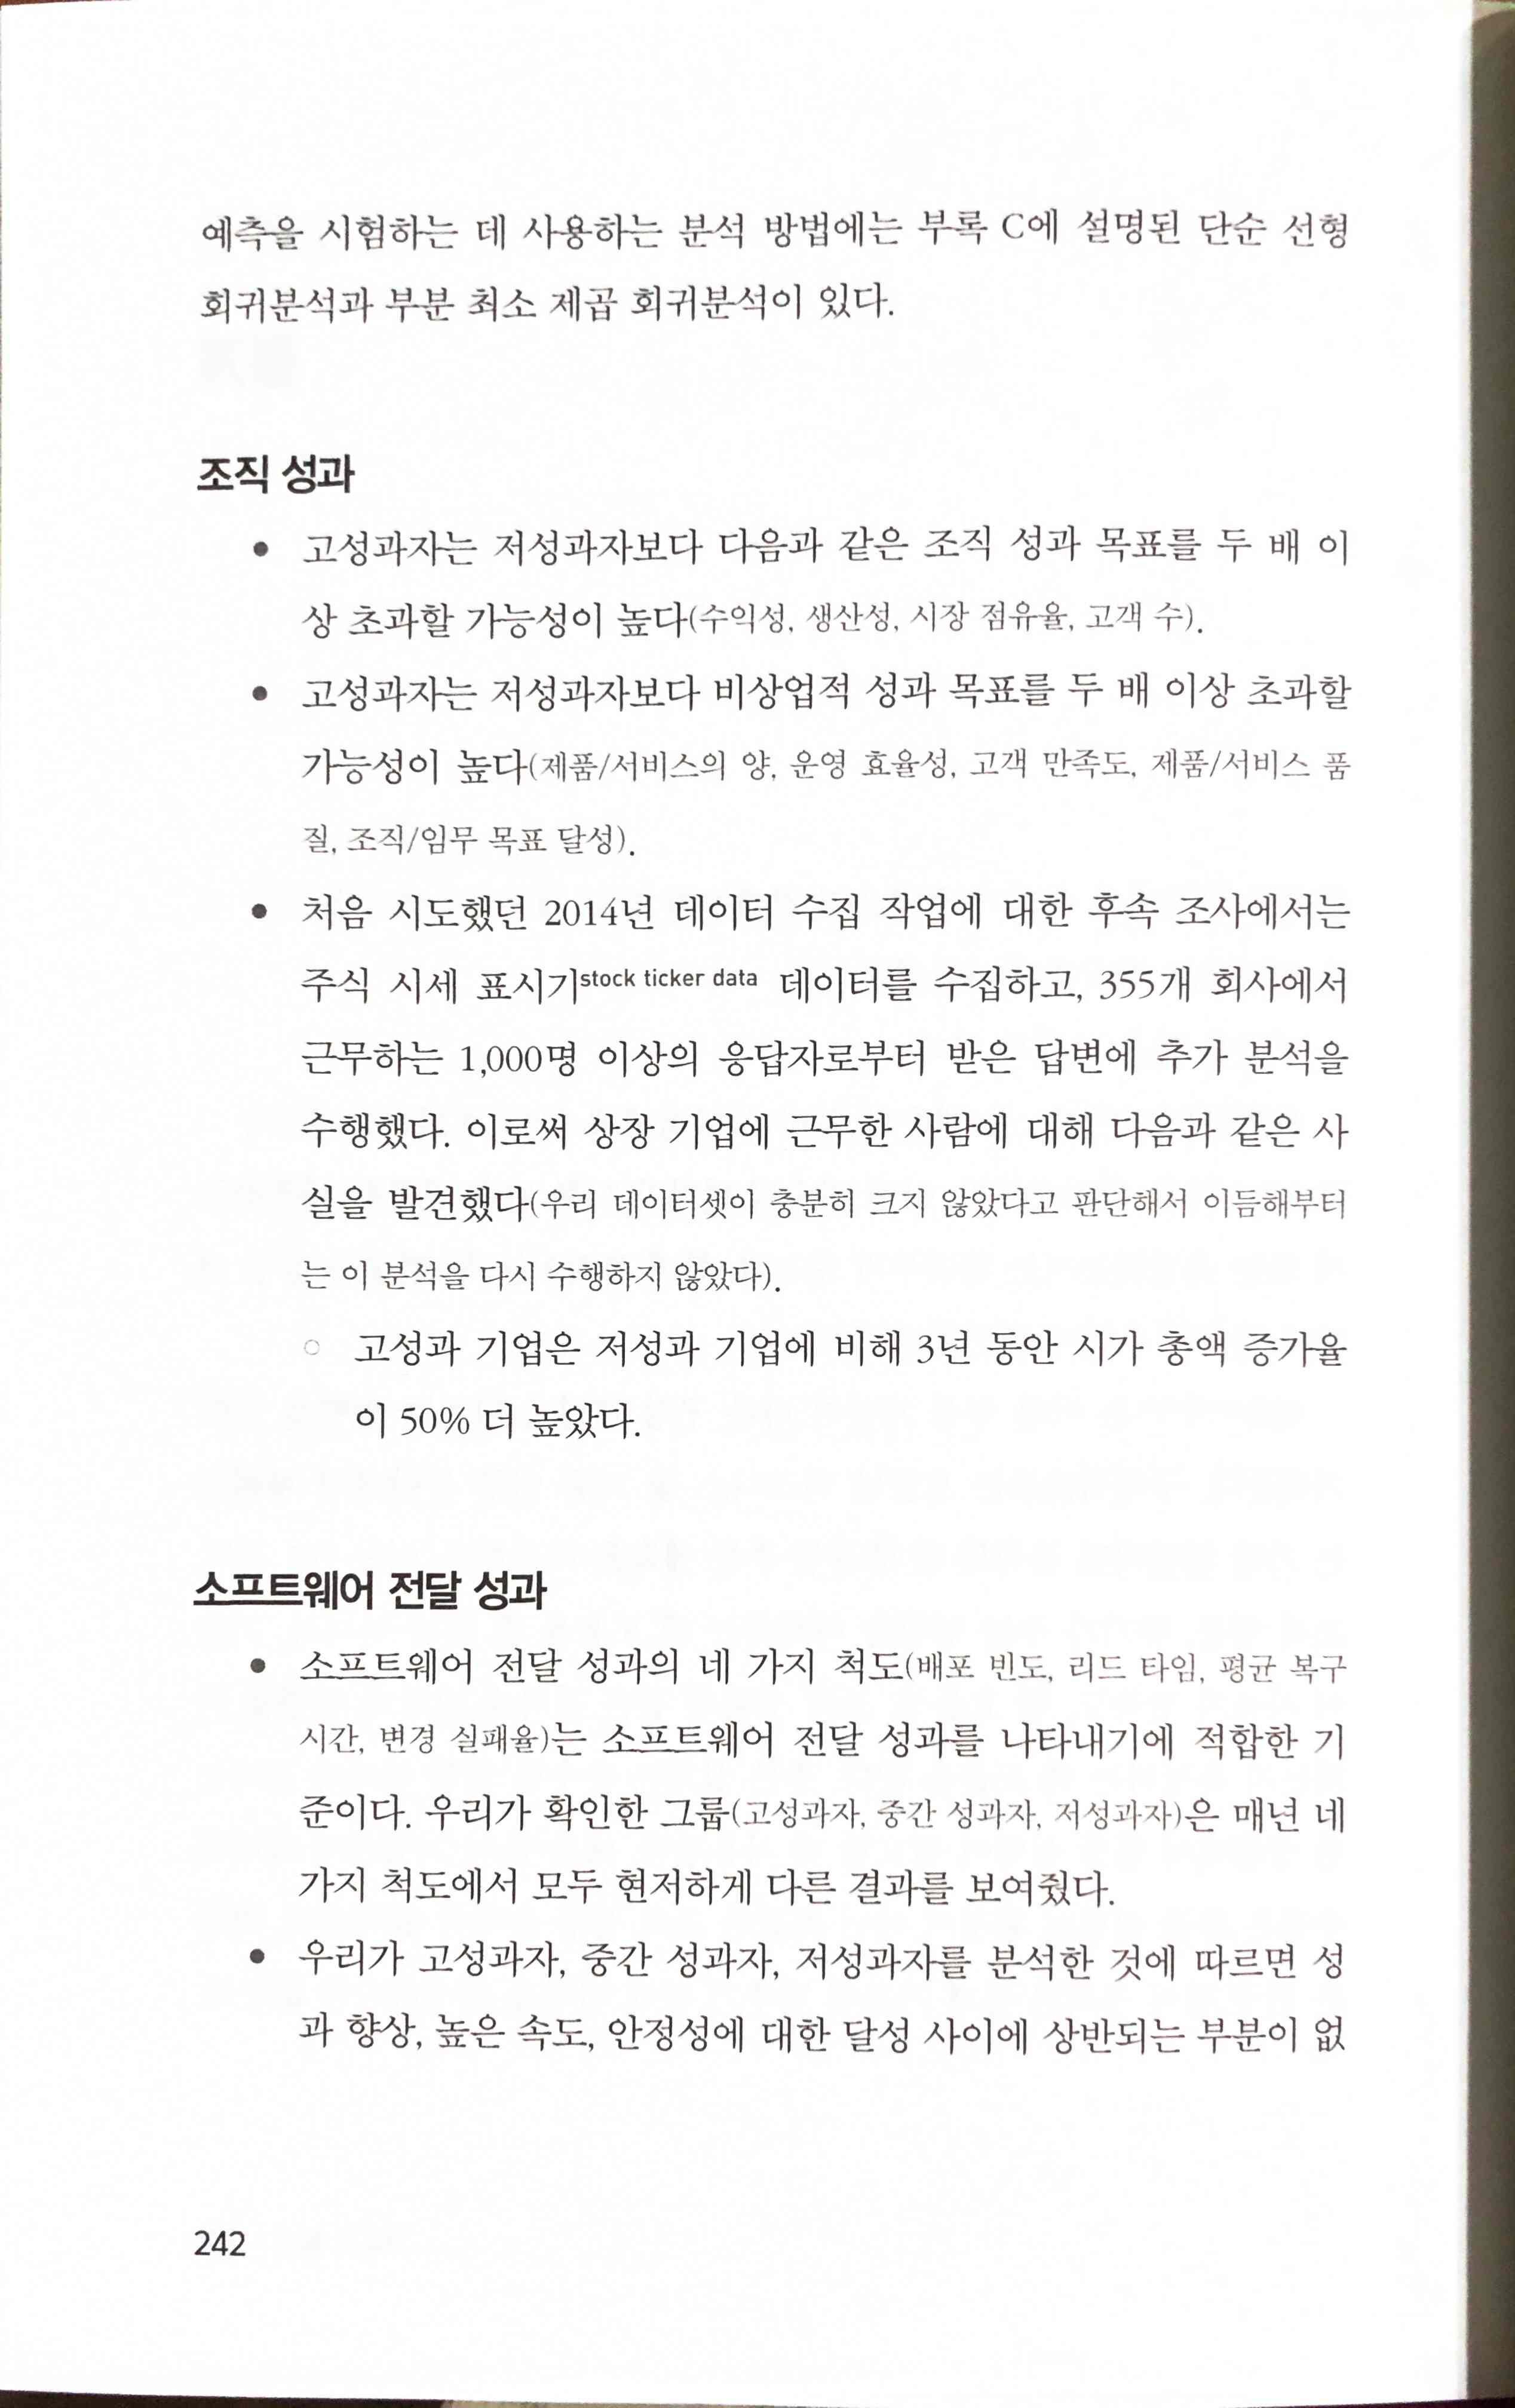 예측을 시험하는 데 사용하는 분석 방법에는 부록 C에 설명된 단순 선형
회귀분석과 부분 최소 제곱 회귀분석이 있다.
조직 성과
• 고성과자는 저성과자보다 다음과 같은 조직 성과 목표를 두 배 이
상 초과할 가능성이 높다(수익성, 생산성, 시장 점유율, 고객 수).
• 고성과자는 저성과자보다 비상업적 성과 목표를 두 배 이상 초과할
가능성이 높다(제품/서비스의 양, 운영 효율성, 고객 만족도, 제품/서비스 품
질, 조직/임무 목표 달성).
• 처음 시도했던 2014년 데이터 수집 작업에 대한 후속 조사에서는
주식 시세 표시기stock ticker data 데이터를 수집하고, 355개 회사에서
근무하는 1,000명 이상의 응답자로부터 받은 답변에 추가 분석을
수행했다. 이로써 상장 기업에 근무한 사람에 대해 다음과 같은 사
실을 발견했다(우리 데이터셋이 충분히 크지 않았다고 판단해서 이듬해부터
는 이 분석을 다시 수행하지 않았다).
○ 고성과 기업은 저성과 기업에 비해 3년 동안 시가 총액 증가율
이 50% 더 높았다.
소프트웨어 전달 성과
• 소프트웨어 전달 성과의 네 가지 척도(배포 빈도, 리드 타임, 평균 복구
시간, 변경 실패율)는 소프트웨어 전달 성과를 나타내기에 적합한 기
준이다. 우리가 확인한 그룹(고성과자, 중간 성과자, 저성과자)은 매년 네
가지 척도에서 모두 현저하게 다른 결과를 보여줬다.
• 우리가 고성과자, 중간 성과자, 저성과자를 분석한 것에 따르면 성
과 향상, 높은 속도, 안정성에 대한 달성 사이에 상반되는 부분이 없
242